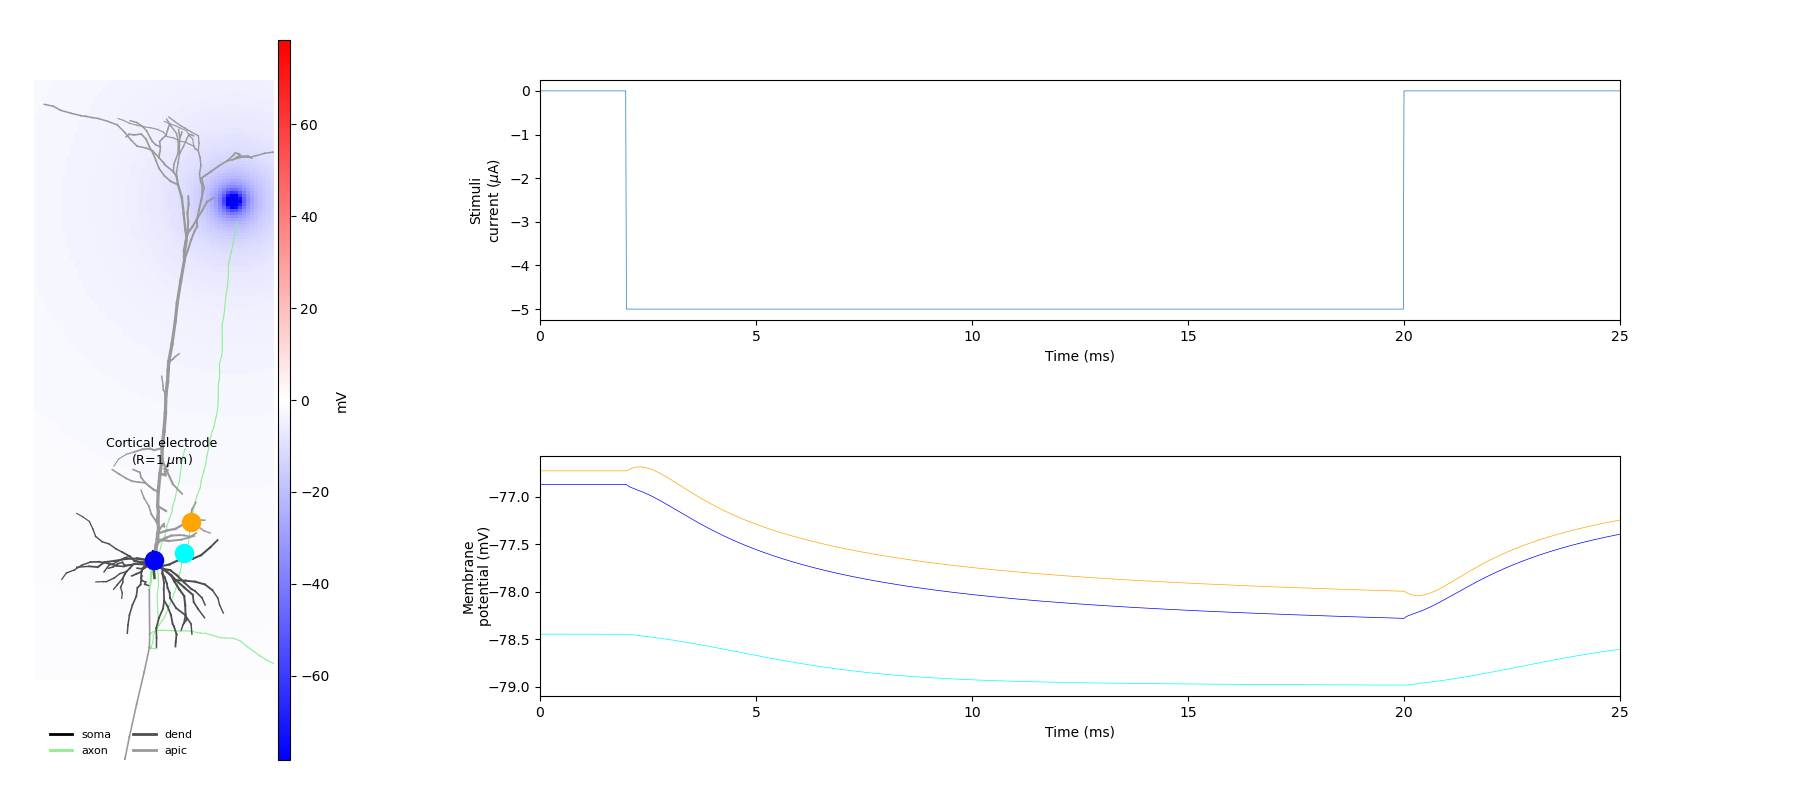 Cortical electrode
(R=1 μm)
soma
dend
axon
apic
60
40
20
0
−20
−40
−60
mV
0
−1
−2
−3
−4
−5
Stimuli
current (μA)
0 5 10 15 20 25
Time (ms)
−77.0
−77.5
−78.0
−78.5
−79.0
Membrane
potential (mV)
0 5 10 15 20 25
Time (ms)